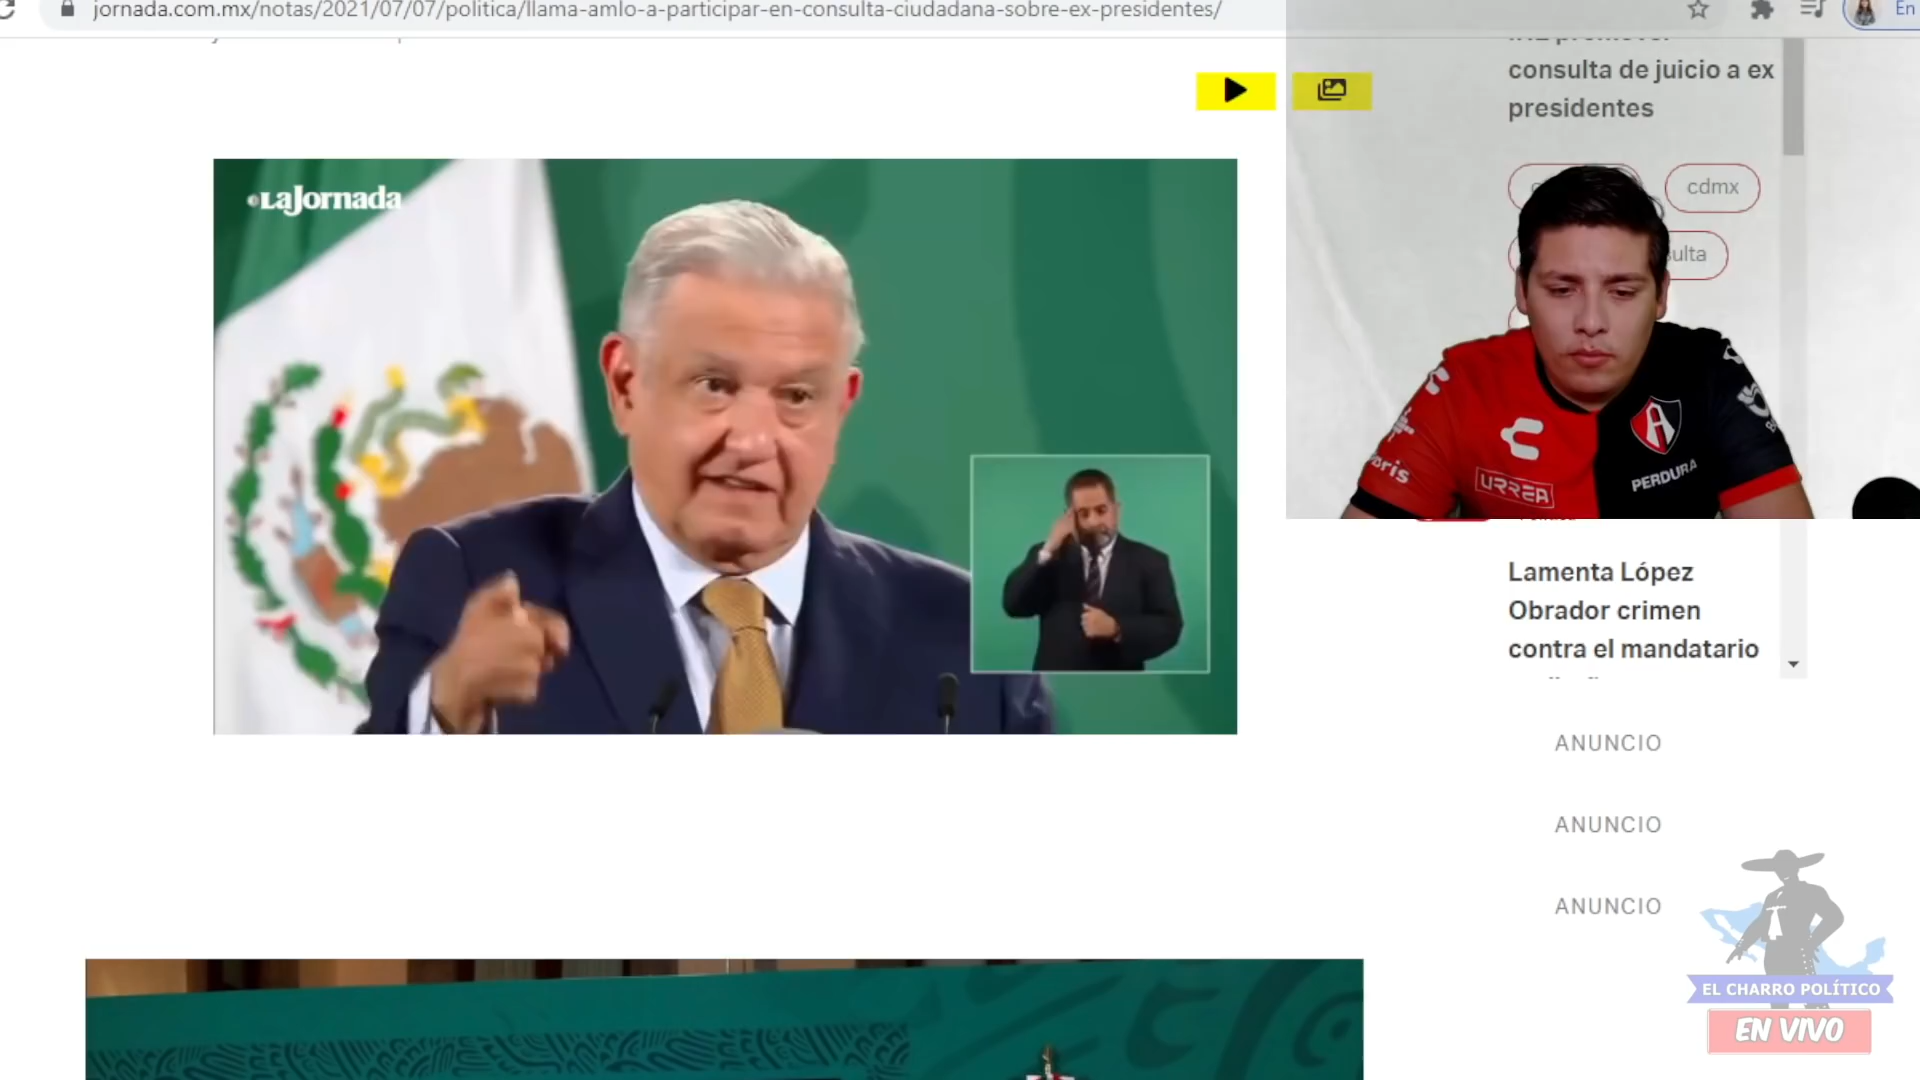 jornada.com.mx/notas/2021/07/07/politica/llama-amlo-a-participar-en-consulta-ciudadana-sobre-ex-presidentes/
En
consulta de juicio a ex
presidentes
cdmx
LaJornada
URREA
PERDURA
Lamenta López
Obrador crimen
contra el mandatario
ANUNCIO
ANUNCIO
ANUNCIO
EL CHARRO POLÍTICO
EN VIVO